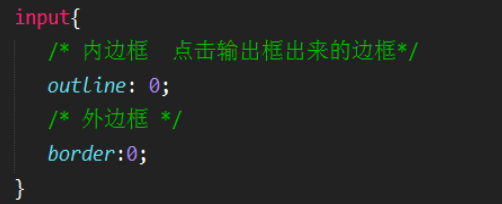 input{
/* 内边框  点击输出框出来的边框*/
outline: 0;
/* 外边框 */
border:0;
}